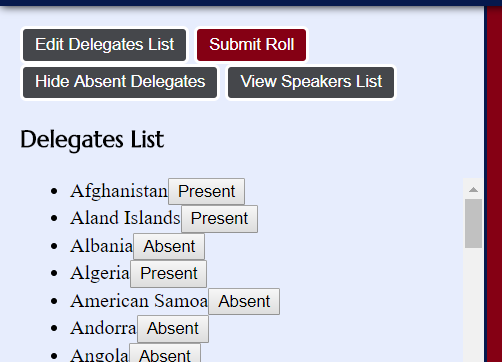 Edit Delegates List Submit Roll
Hide Absent Delegates View Speakers List
Delegates List
Afghanistan Present
Aland Islands Present
Albania Absent
Algeria Present
American Samoa Absent
Andorra Absent
Angola Absent